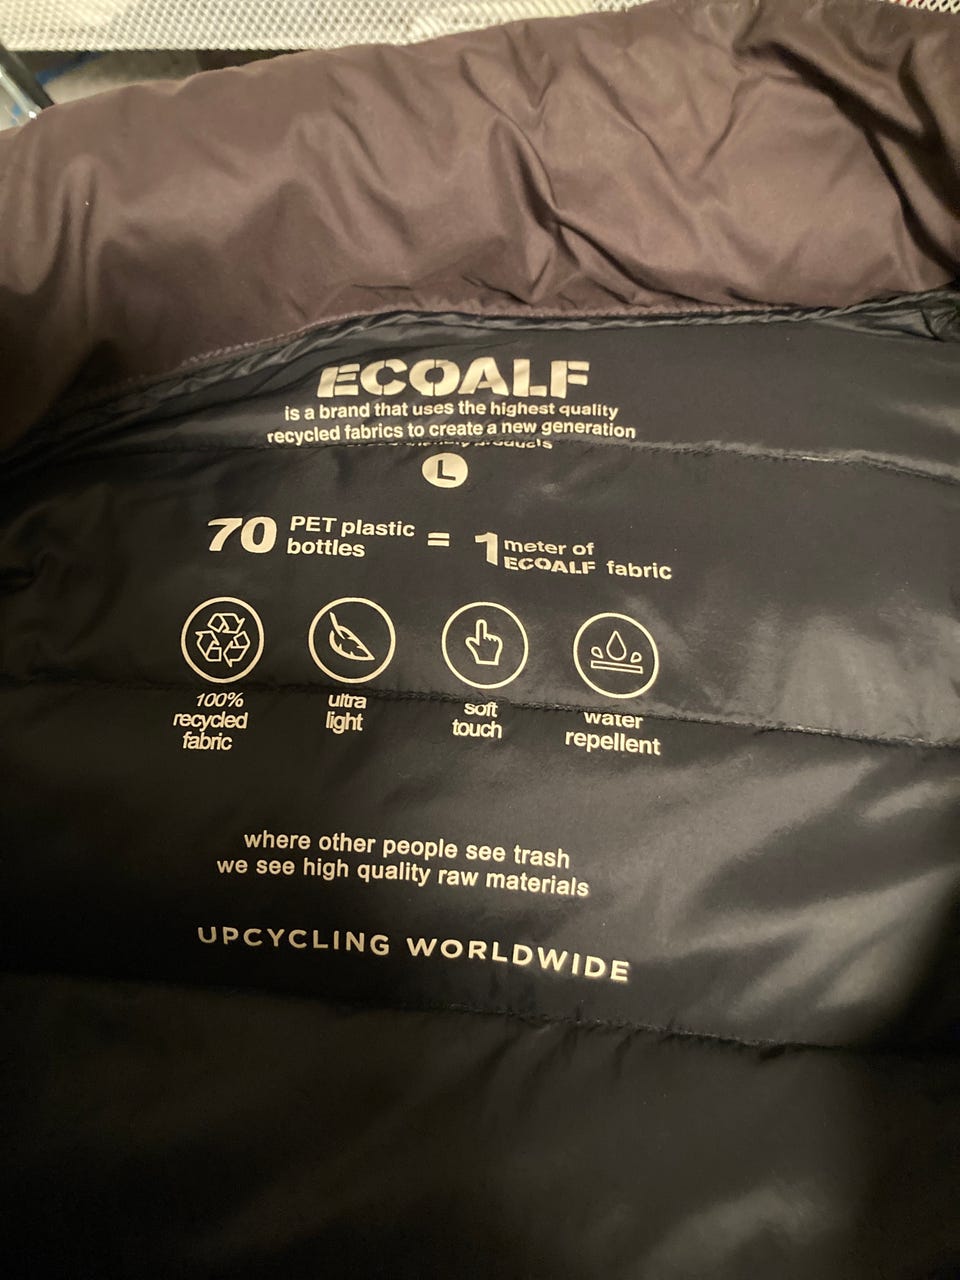 ECOALF
is a brand that uses the highest quality
recycled fabrics to create a new generation
products
L
70 PET plastic bottles = 1 meter of ECOALF fabric
100% recycled fabric
ultra light
soft touch
water repellent
where other people see trash
we see high quality raw materials
UPCYCLING WORLDWIDE